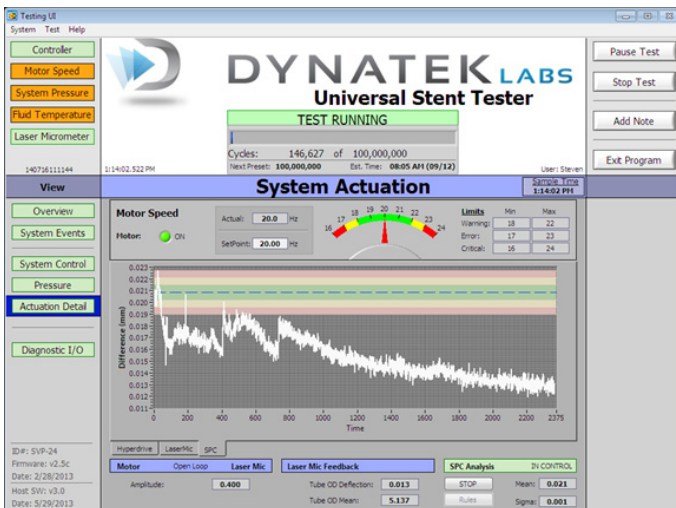 Testing UI
System Test Help
Controller
Motor Speed
System Pressure
Fluid Temperature
Laser Micrometer
140716111144
DYNATEK LABS
Universal Stent Tester
TEST RUNNING
Cycles: 146,627 of 100,000,000
Next Preset: 100,000,000 Est. Time: 08:05 AM (09/12)
1:14:02.522 PM
User: Steven
Pause Test
Stop Test
Add Note
Exit Program
View
System Actuation
Sample Time
1:14:02 PM
Overview
System Events
System Control
Pressure
Actuation Detail
Diagnostic I/O
Motor Speed
Motor: ON
Actual: 20.0 Hz
SetPoint: 20.00 Hz
16 17 18 19 20 21 22 23 24
Limits Min Max
Warning: 18 22
Error: 17 23
Critical: 16 24
Difference (mm)
0.023
0.022
0.021
0.020
0.019
0.018
0.017
0.016
0.015
0.014
0.013
0.012
0.011
0 200 400 600 800 1000 1200 1400 1600 1800 2000 2200 2375
Time
Hyperdrive LaserMic SPC
Motor Open Loop Laser Mic
Amplitude: 0.400
Laser Mic Feedback
Tube OD Deflection: 0.013
Tube OD Mean: 5.137
SPC Analysis IN CONTROL
STOP Mean: 0.021
Rules Sigma: 0.001
ID#: SVP-24
Firmware: v2.5c
Date: 2/28/2013
Host SW: v3.0
Date: 5/29/2013